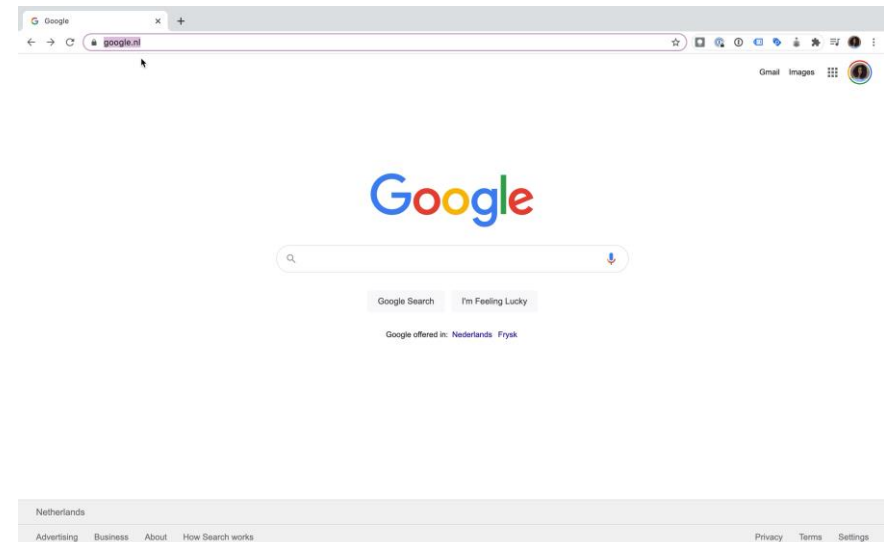 Google
google.nl
Gmail Images
Google
Google Search I'm Feeling Lucky
Google offered in: Nederlands Frysk
Netherlands
Advertising Business About How Search works Privacy Terms Settings